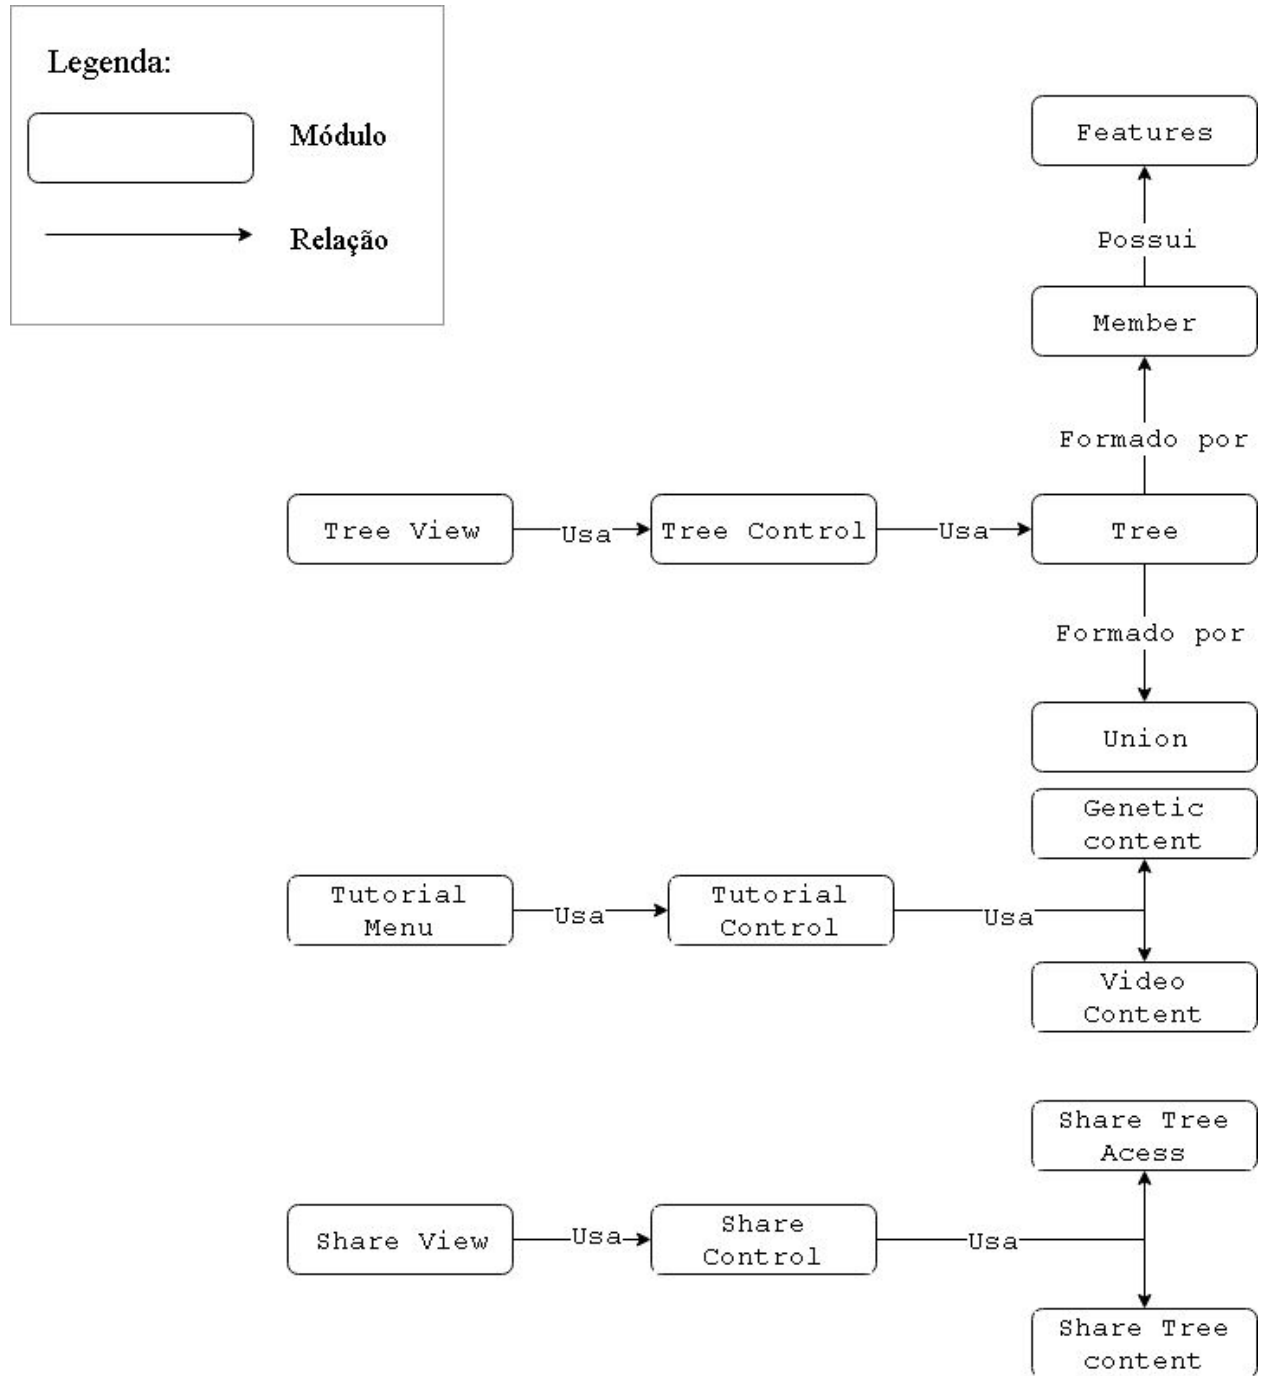 Legenda:
Módulo
Relação
Features
Possui
Member
Formado por
Tree View
Usa
Tree Control
Usa
Tree
Formado por
Union
Genetic
content
Tutorial
Menu
Usa
Tutorial
Control
Usa
Video
Content
Share Tree
Acess
Share View
Usa
Share
Control
Usa
Share Tree
content